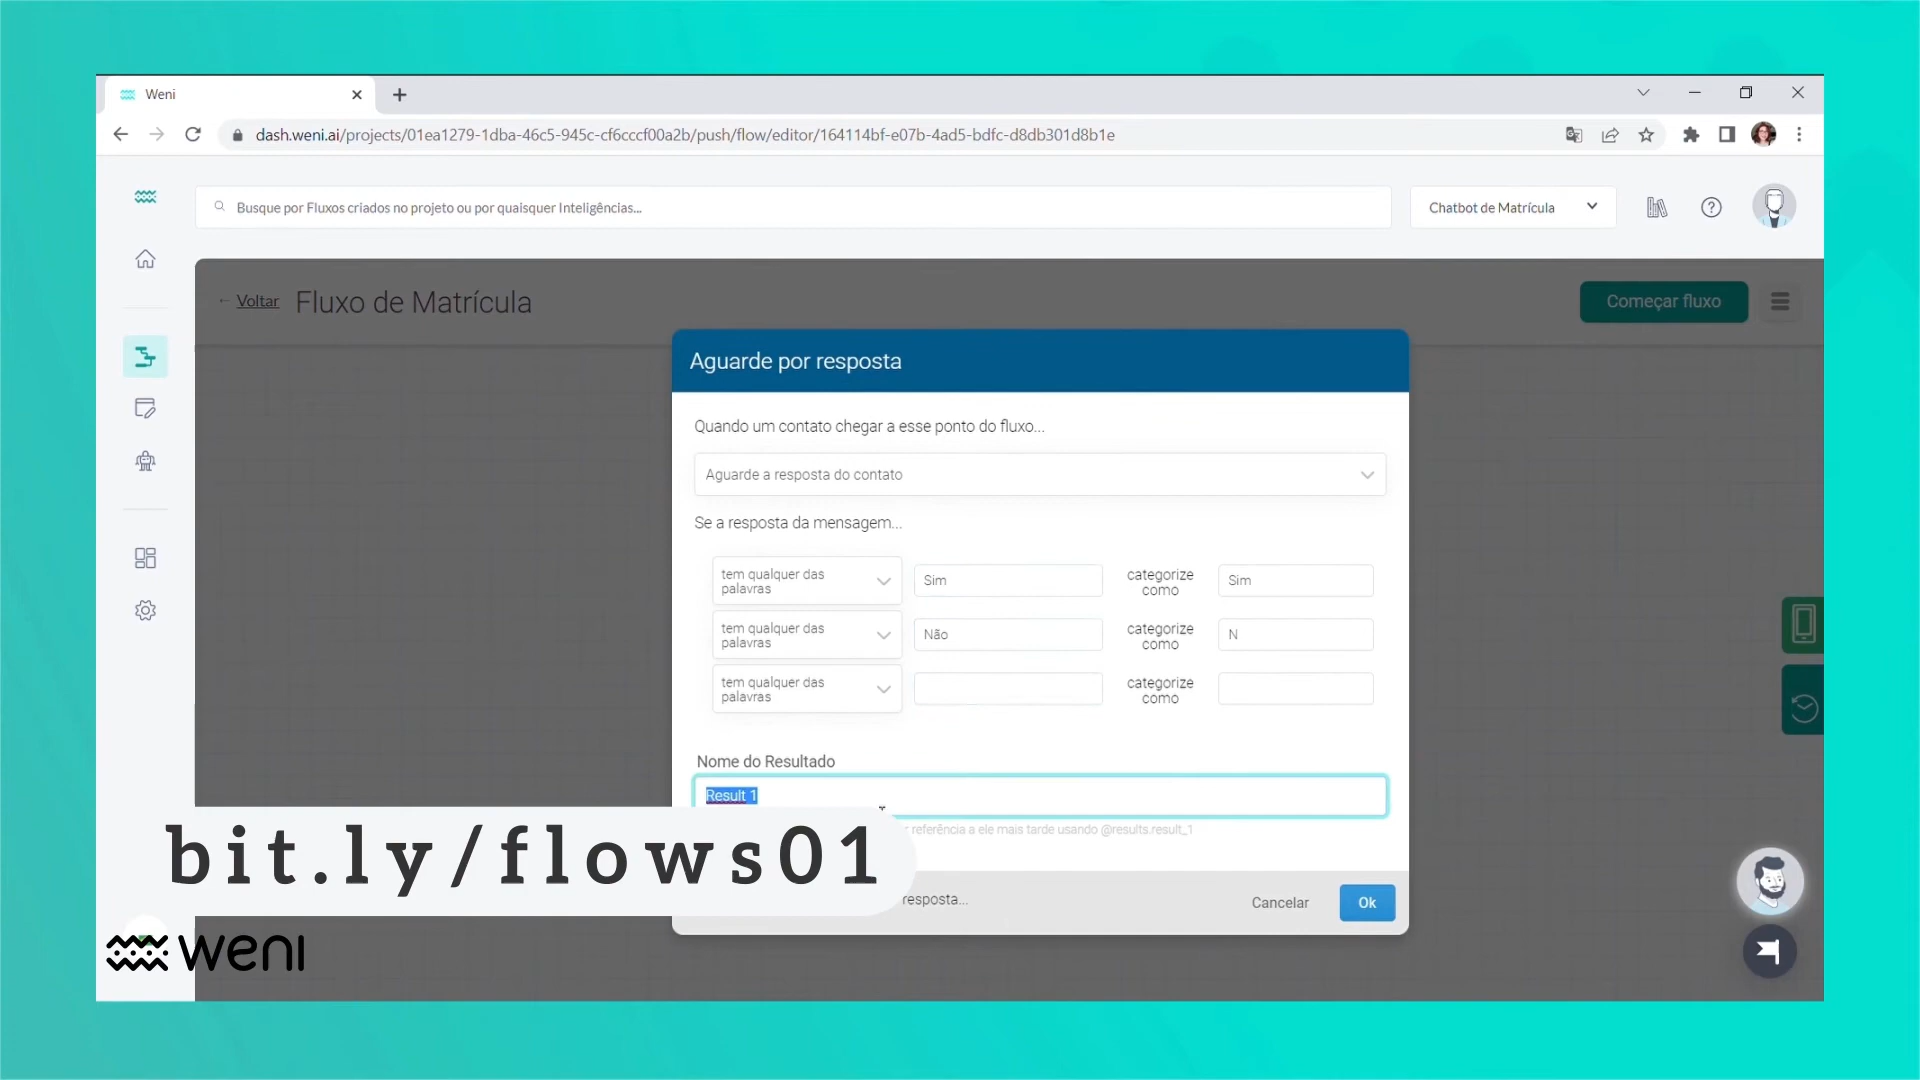 Weni
dash.weni.ai/projects/01ea1279-1dba-46c5-945c-cf6cccf00a2b/push/flow/editor/164114bf-e07b-4ad5-bdfc-d8db301d8b1e
Busque por Fluxos criados no projeto ou por quaisquer Inteligências...
Chatbot de Matrícula
← Voltar Fluxo de Matrícula
Começar fluxo
Aguarde por resposta
Quando um contato chegar a esse ponto do fluxo...
Aguarde a resposta do contato
Se a resposta da mensagem...
tem qualquer das palavras
Sim
categorize como
Sim
tem qualquer das palavras
Não
categorize como
N
tem qualquer das palavras
categorize como
Nome do Resultado
Result 1
referência a ele mais tarde usando @results.result_1
bit.ly/flows01
resposta...
Cancelar
Ok
weni